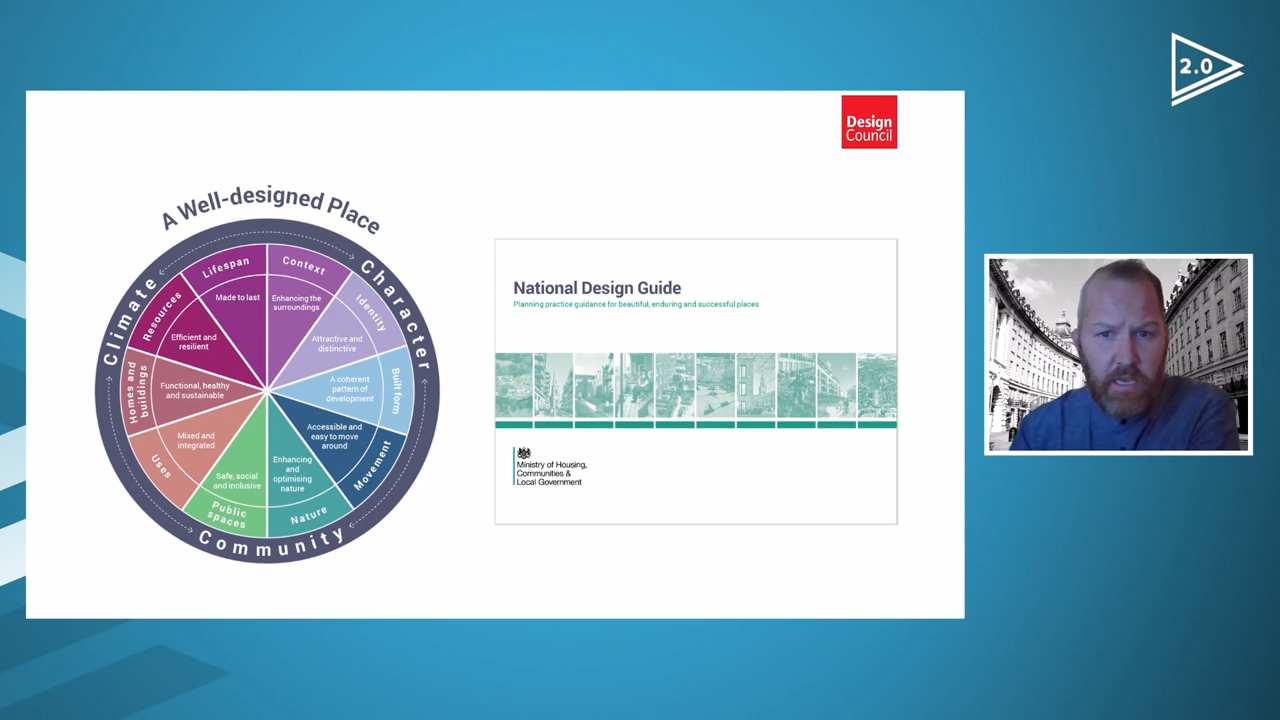 2.0
Design
Council
A Well-designed Place
Climate
Character
Community
Lifespan
Made to last
Context
Enhancing the
surroundings
Identity
Attractive and
distinctive
Built form
A coherent
pattern of
development
Movement
Accessible and
easy to move
around
Nature
Enhancing
and
optimising
nature
Public
spaces
Safe, social
and inclusive
Uses
Mixed and
integrated
Homes and
buildings
Functional, healthy
and sustainable
Resources
Efficient and
resilient
National Design Guide
Planning practice guidance for beautiful, enduring and successful places
Ministry of Housing,
Communities &
Local Government